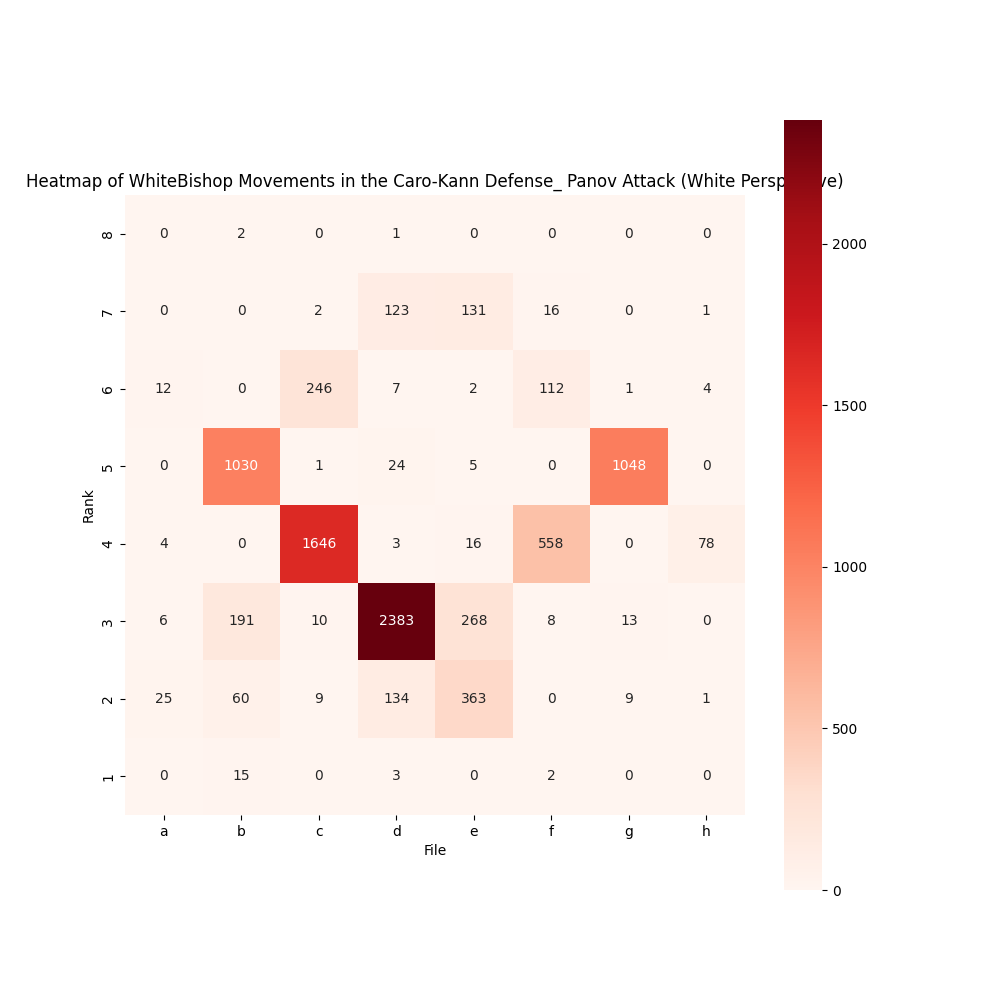 Heatmap of WhiteBishop Movements in the Caro-Kann Defense_ Panov Attack (White Perspective)
8 0 2 0 1 0 0 0 0
7 0 0 2 123 131 16 0 1
6 12 0 246 7 2 112 1 4
5 0 1030 1 24 5 0 1048 0
4 4 0 1646 3 16 558 0 78
3 6 191 10 2383 268 8 13 0
2 25 60 9 134 363 0 9 1
1 0 15 0 3 0 2 0 0
a b c d e f g h
Rank
File
2000
1500
1000
500
0